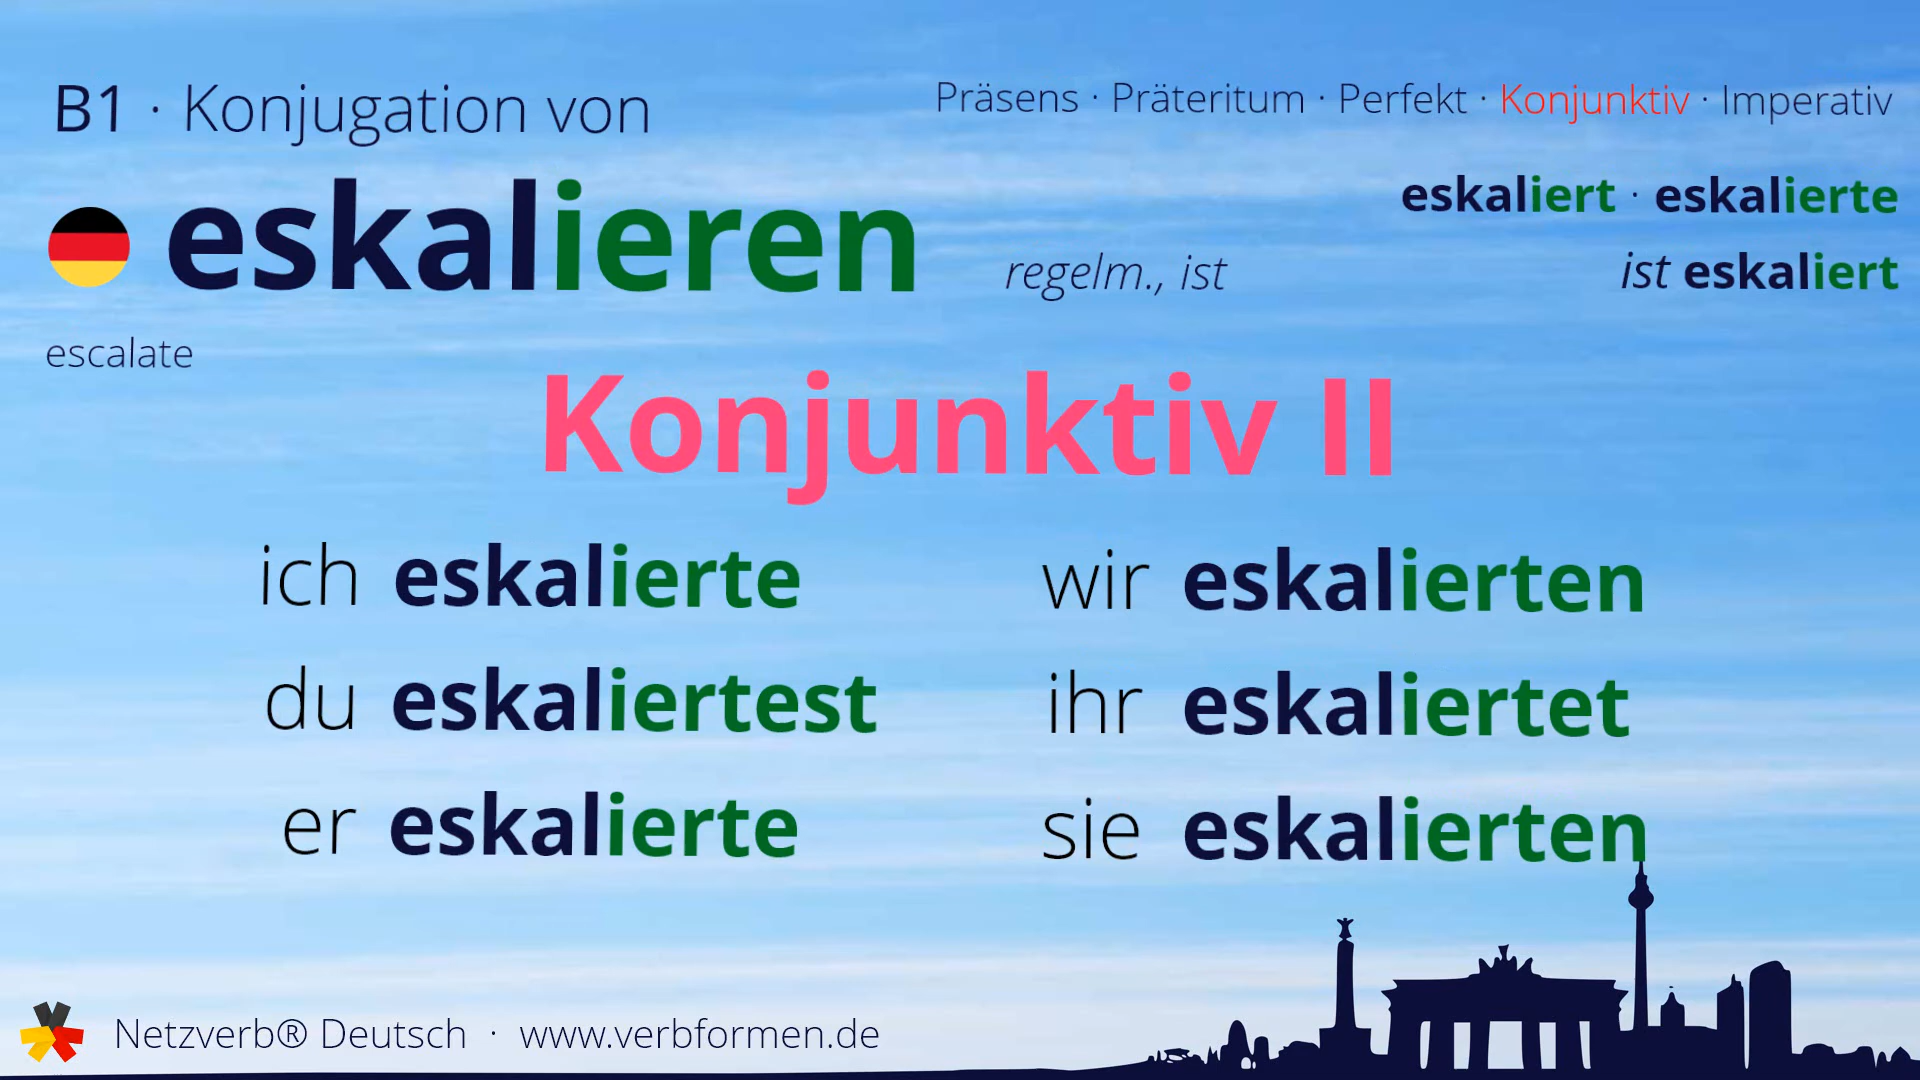 B1 · Konjugation von
Präsens · Präteritum · Perfekt · Konjunktiv · Imperativ
eskalieren
regelm., ist
eskaliert · eskalierte
ist eskaliert
escalate
Konjunktiv II
ich eskalierte
du eskaliertest
er eskalierte
wir eskalierten
ihr eskaliertet
sie eskalierten
Netzverb® Deutsch · www.verbformen.de